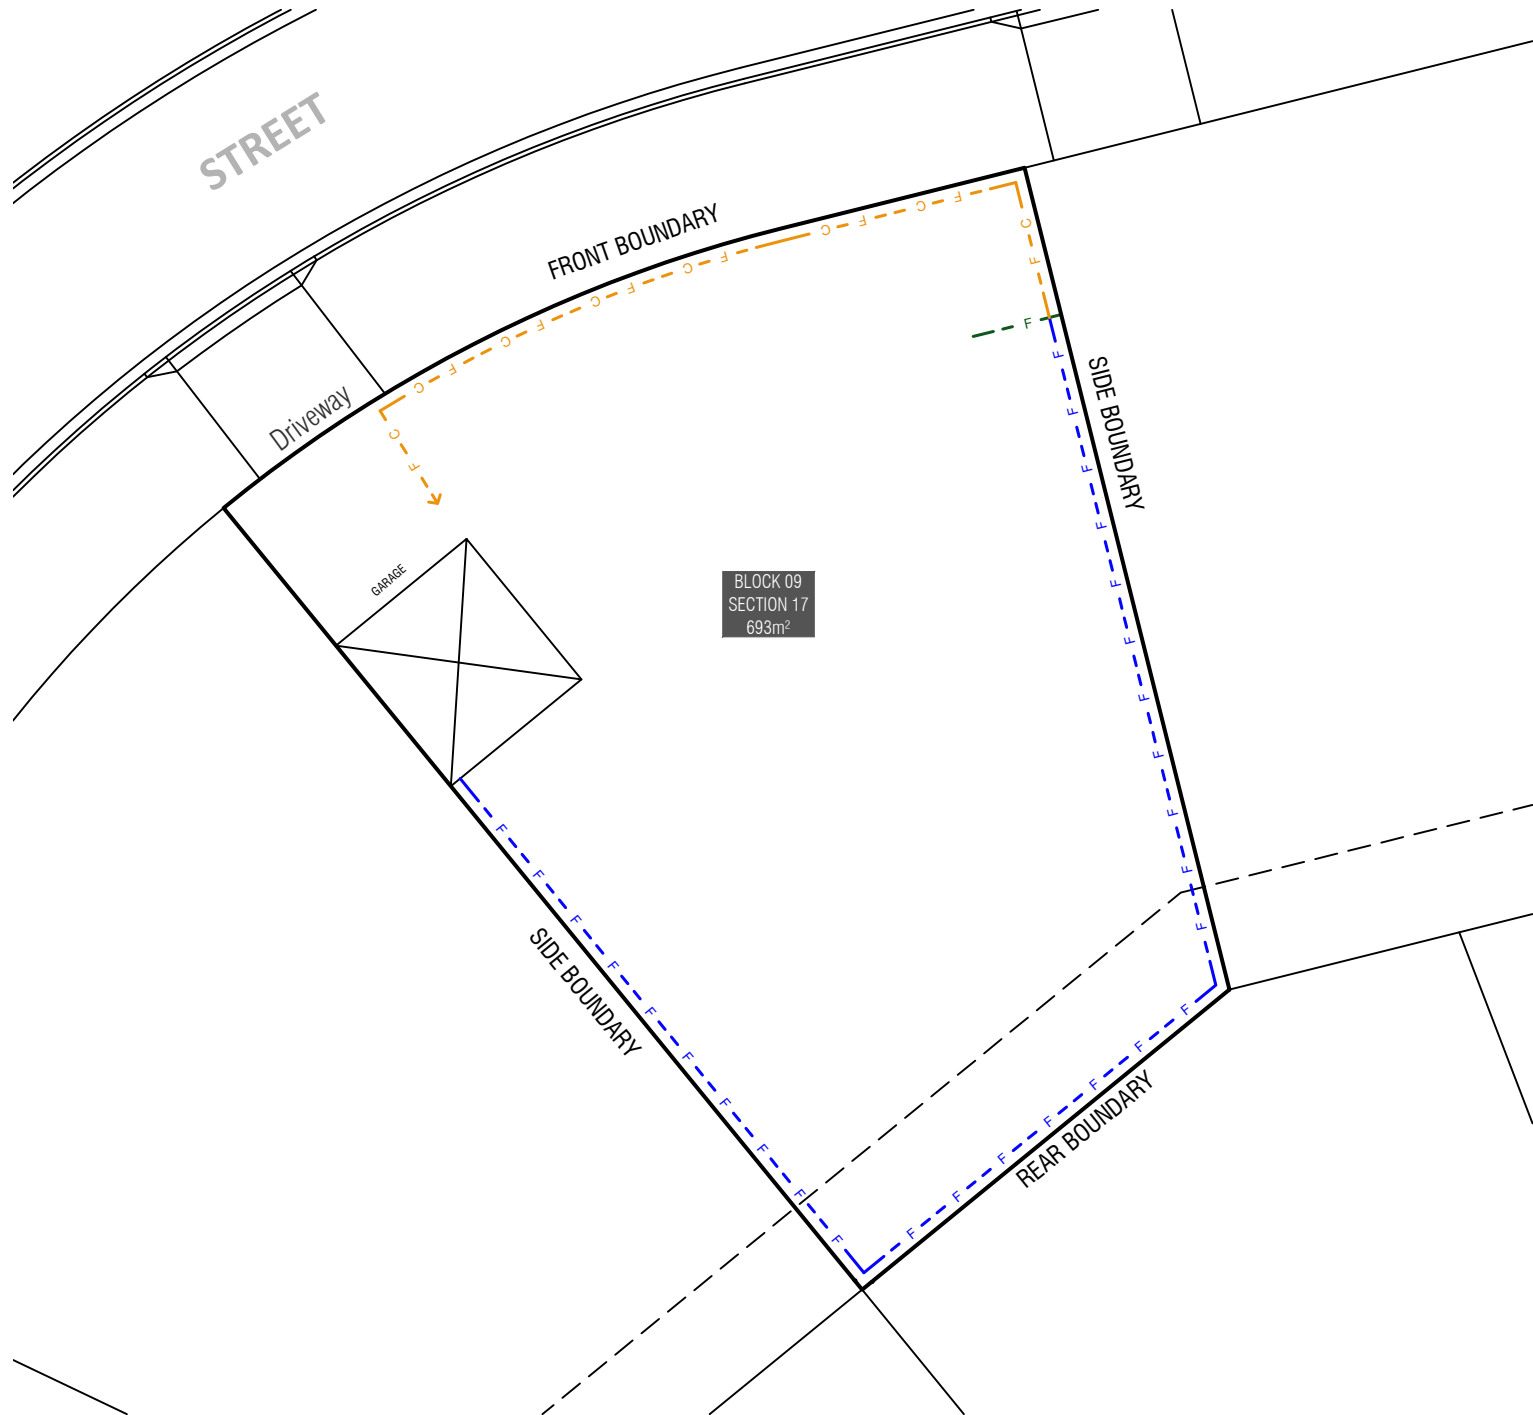 STREET
FRONT BOUNDARY
Driveway
GARAGE
BLOCK 09
SECTION 17
693m²
SIDE BOUNDARY
SIDE BOUNDARY
REAR BOUNDARY
C F C F C F C F C F C F
C F
C F
F
F F F F F F F F F F F
F F F F F F F F F F
F F F F F F F